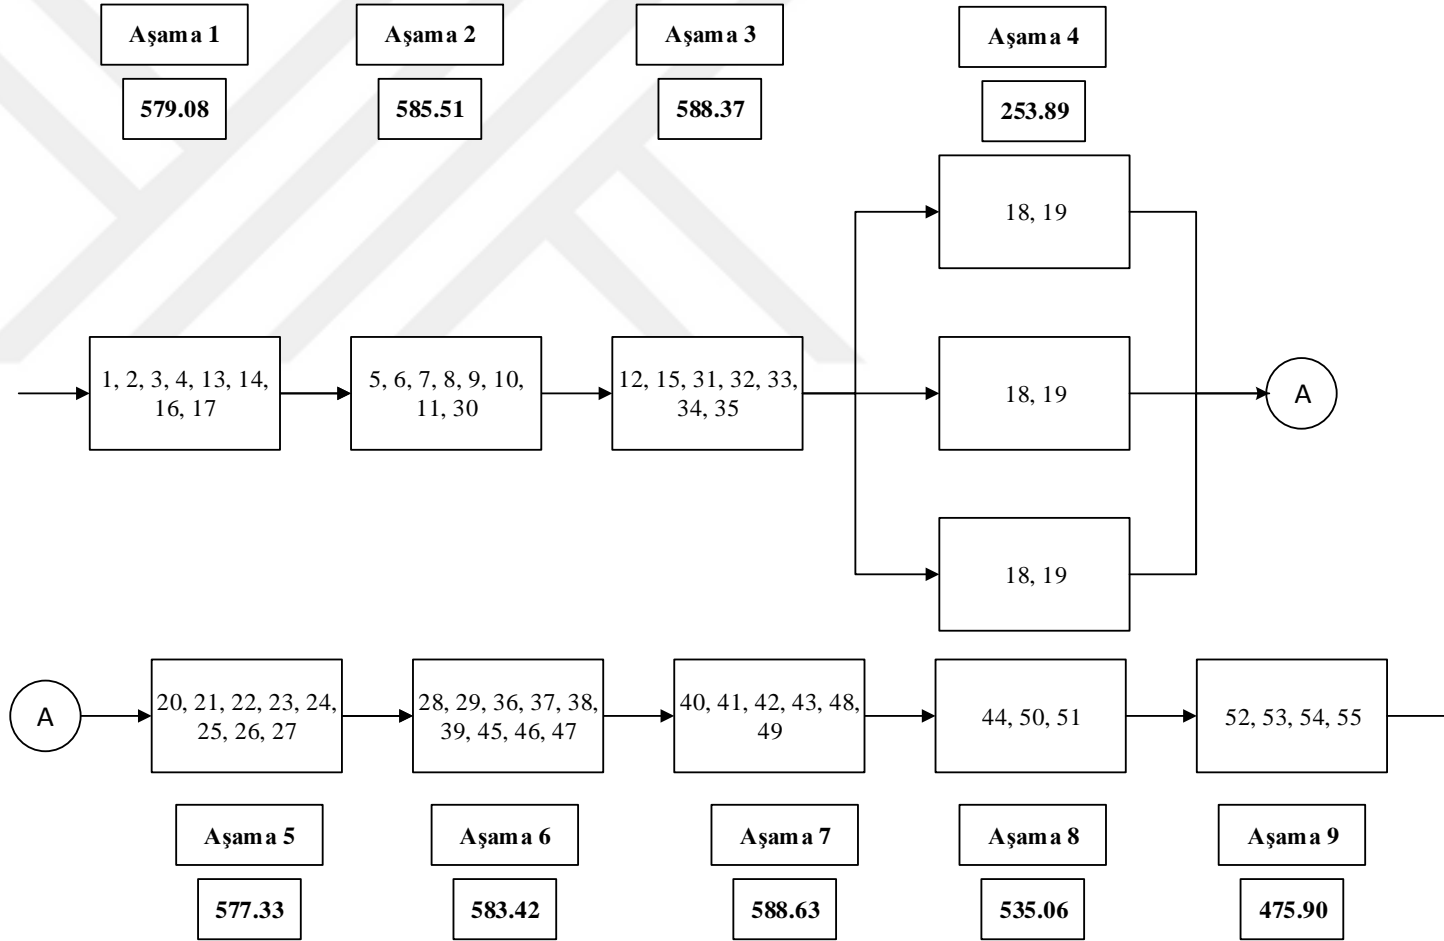 Aşama 1
Aşama 2
Aşama 3
Aşama 4
579.08
585.51
588.37
253.89
18, 19
1, 2, 3, 4, 13, 14,
16, 17
5, 6, 7, 8, 9, 10,
11, 30
12, 15, 31, 32, 33,
34, 35
18, 19
A
18, 19
A
20, 21, 22, 23, 24,
25, 26, 27
28, 29, 36, 37, 38,
39, 45, 46, 47
40, 41, 42, 43, 48,
49
44, 50, 51
52, 53, 54, 55
Aşama 5
Aşama 6
Aşama 7
Aşama 8
Aşama 9
577.33
583.42
588.63
535.06
475.90